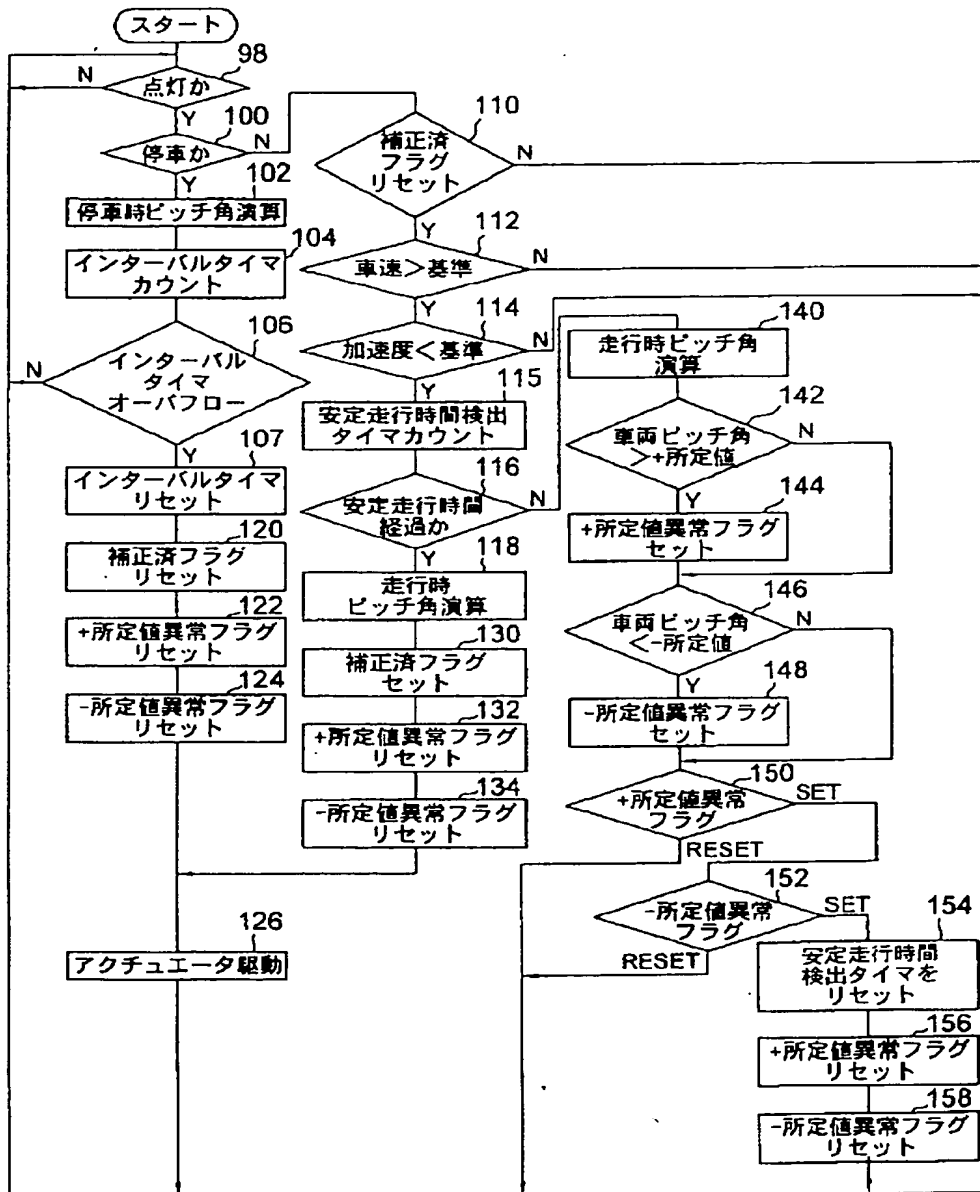 スタート
98
点灯か
N
Y
100
停車か
N
Y
102
停車時ピッチ角演算
104
インターバルタイマ
カウント
106
インターバル
タイマ
オーバフロー
N
Y
107
インターバルタイマ
リセット
120
補正済フラグ
リセット
122
+所定値異常フラグ
リセット
124
-所定値異常フラグ
リセット
126
アクチュエータ駆動
110
補正済
フラグ
リセット
N
Y
112
車速>基準
N
Y
114
加速度<基準
N
Y
115
安定走行時間検出
タイマカウント
116
安定走行時間
経過か
N
Y
118
走行時
ピッチ角演算
130
補正済フラグ
セット
132
+所定値異常フラグ
リセット
134
-所定値異常フラグ
リセット
140
走行時ピッチ角
演算
142
車両ピッチ角
>+所定値
N
Y
144
+所定値異常フラグ
セット
146
車両ピッチ角
<-所定値
N
Y
148
-所定値異常フラグ
セット
150
+所定値異常
フラグ
SET
RESET
152
-所定値異常
フラグ
SET
RESET
154
安定走行時間
検出タイマを
リセット
156
+所定値異常フラグ
リセット
158
-所定値異常フラグ
リセット